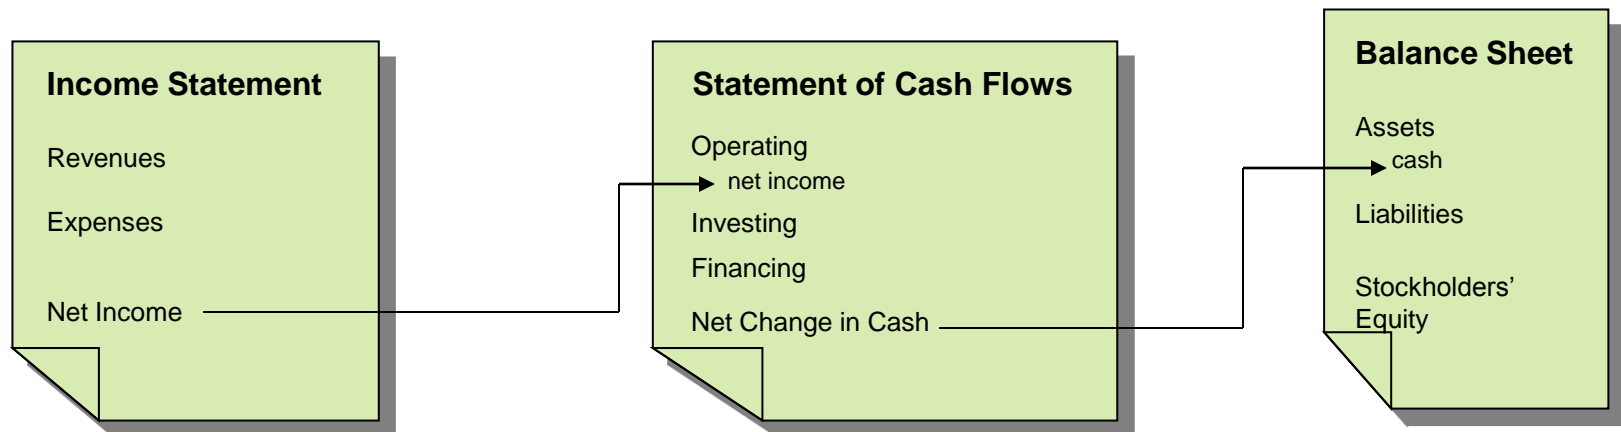 Income Statement
Revenues
Expenses
Net Income
Statement of Cash Flows
Operating
net income
Investing
Financing
Net Change in Cash
Balance Sheet
Assets
cash
Liabilities
Stockholders’
Equity